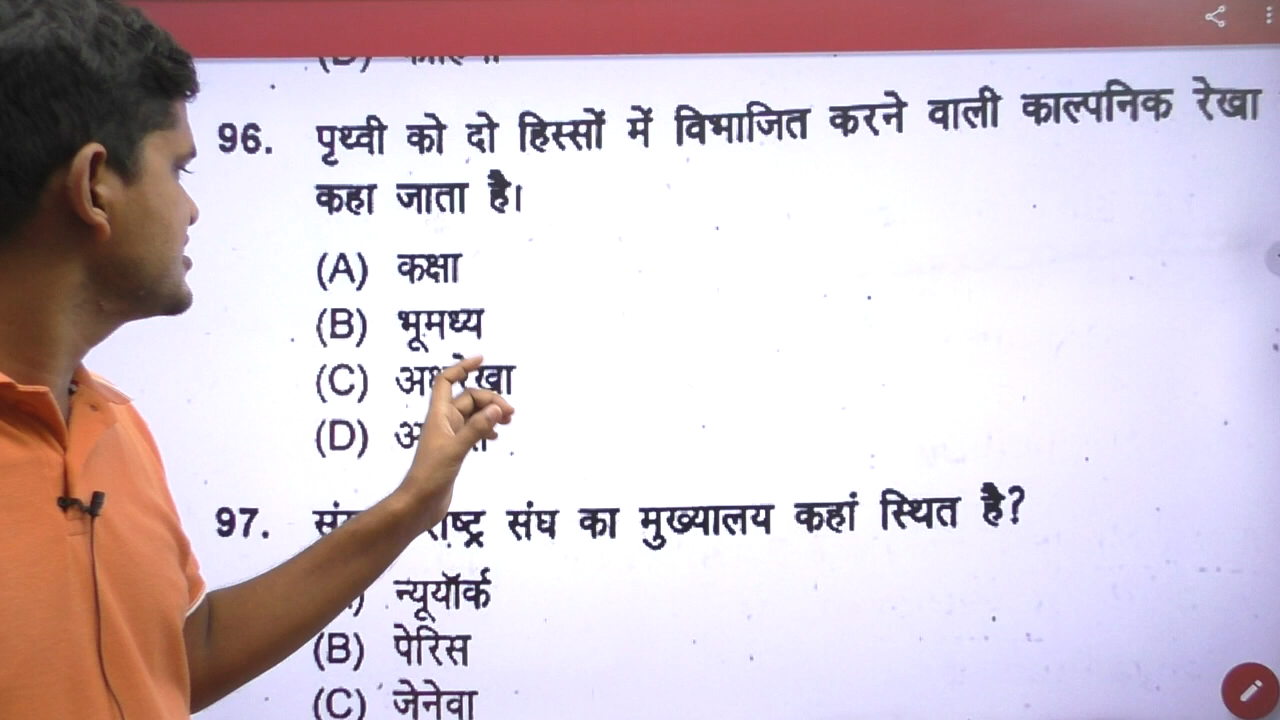 96. पृथ्वी को दो हिस्सों में विभाजित करने वाली काल्पनिक रेखा
कहा जाता है।
(A) कक्षा
(B) भूमध्य
(C)
(D)
97. संघ का मुख्यालय कहां स्थित है?
न्यूयॉर्क
(B) पेरिस
(C) जेनेवा